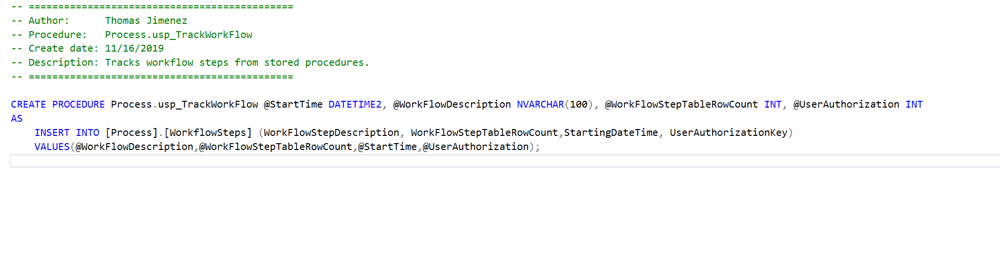 -- =============================================
-- Author:      Thomas Jimenez
-- Procedure:   Process.usp_TrackWorkFlow
-- Create date: 11/16/2019
-- Description: Tracks workflow steps from stored procedures.
-- =============================================
CREATE PROCEDURE Process.usp_TrackWorkFlow @StartTime DATETIME2, @WorkFlowDescription NVARCHAR(100), @WorkFlowStepTableRowCount INT, @UserAuthorization INT
AS
    INSERT INTO [Process].[WorkflowSteps] (WorkFlowStepDescription, WorkFlowStepTableRowCount,StartingDateTime, UserAuthorizationKey)
    VALUES(@WorkFlowDescription,@WorkFlowStepTableRowCount,@StartTime,@UserAuthorization);